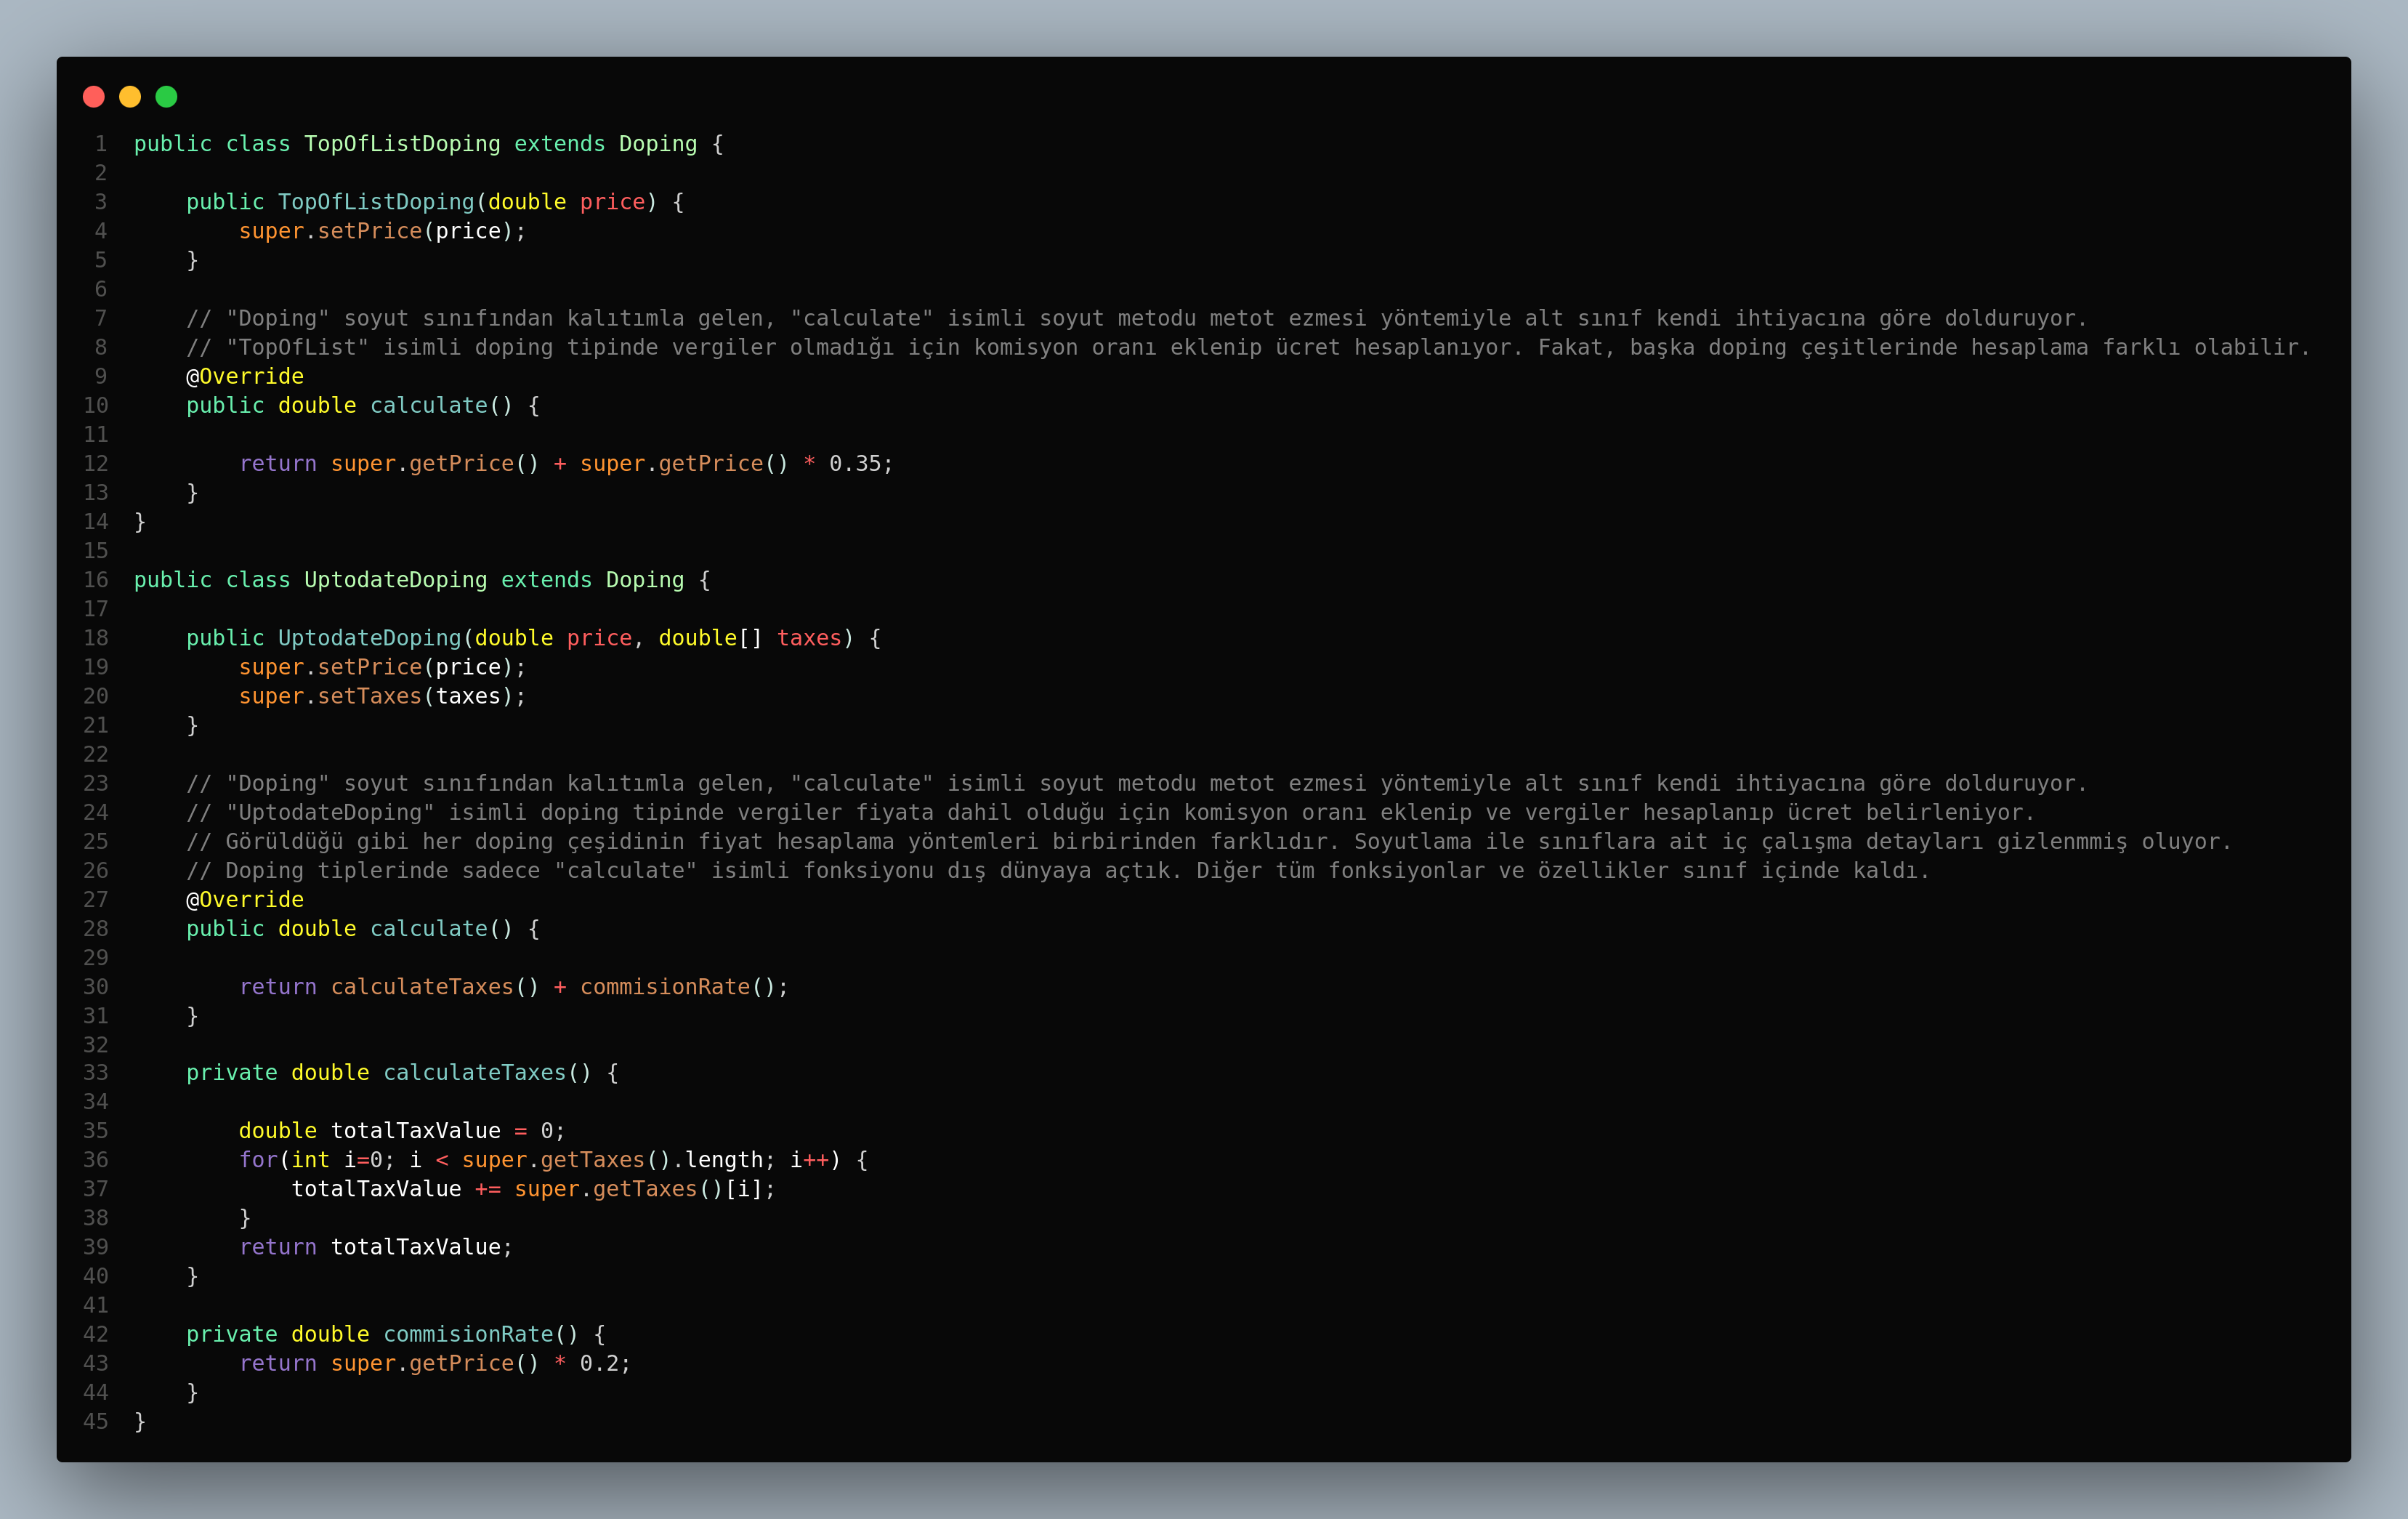 1 public class TopOfListDoping extends Doping {
2
3     public TopOfListDoping(double price) {
4         super.setPrice(price);
5     }
6
7     // "Doping" soyut sınıfından kalıtımla gelen, "calculate" isimli soyut metodu metot ezmesi yöntemiyle alt sınıf kendi ihtiyacına göre dolduruyor.
8     // "TopOfList" isimli doping tipinde vergiler olmadığı için komisyon oranı eklenip ücret hesaplanıyor. Fakat, başka doping çeşitlerinde hesaplama farklı olabilir.
9     @Override
10     public double calculate() {
11
12         return super.getPrice() + super.getPrice() * 0.35;
13     }
14 }
15
16 public class UptodateDoping extends Doping {
17
18     public UptodateDoping(double price, double[] taxes) {
19         super.setPrice(price);
20         super.setTaxes(taxes);
21     }
22
23     // "Doping" soyut sınıfından kalıtımla gelen, "calculate" isimli soyut metodu metot ezmesi yöntemiyle alt sınıf kendi ihtiyacına göre dolduruyor.
24     // "UptodateDoping" isimli doping tipinde vergiler fiyata dahil olduğu için komisyon oranı eklenip ve vergiler hesaplanıp ücret belirleniyor.
25     // Görüldüğü gibi her doping çeşidinin fiyat hesaplama yöntemleri birbirinden farklıdır. Soyutlama ile sınıflara ait iç çalışma detayları gizlenmmiş oluyor.
26     // Doping tiplerinde sadece "calculate" isimli fonksiyonu dış dünyaya açtık. Diğer tüm fonksiyonlar ve özellikler sınıf içinde kaldı.
27     @Override
28     public double calculate() {
29
30         return calculateTaxes() + commisionRate();
31     }
32
33     private double calculateTaxes() {
34
35         double totalTaxValue = 0;
36         for(int i=0; i < super.getTaxes().length; i++) {
37             totalTaxValue += super.getTaxes()[i];
38         }
39         return totalTaxValue;
40     }
41
42     private double commisionRate() {
43         return super.getPrice() * 0.2;
44     }
45 }